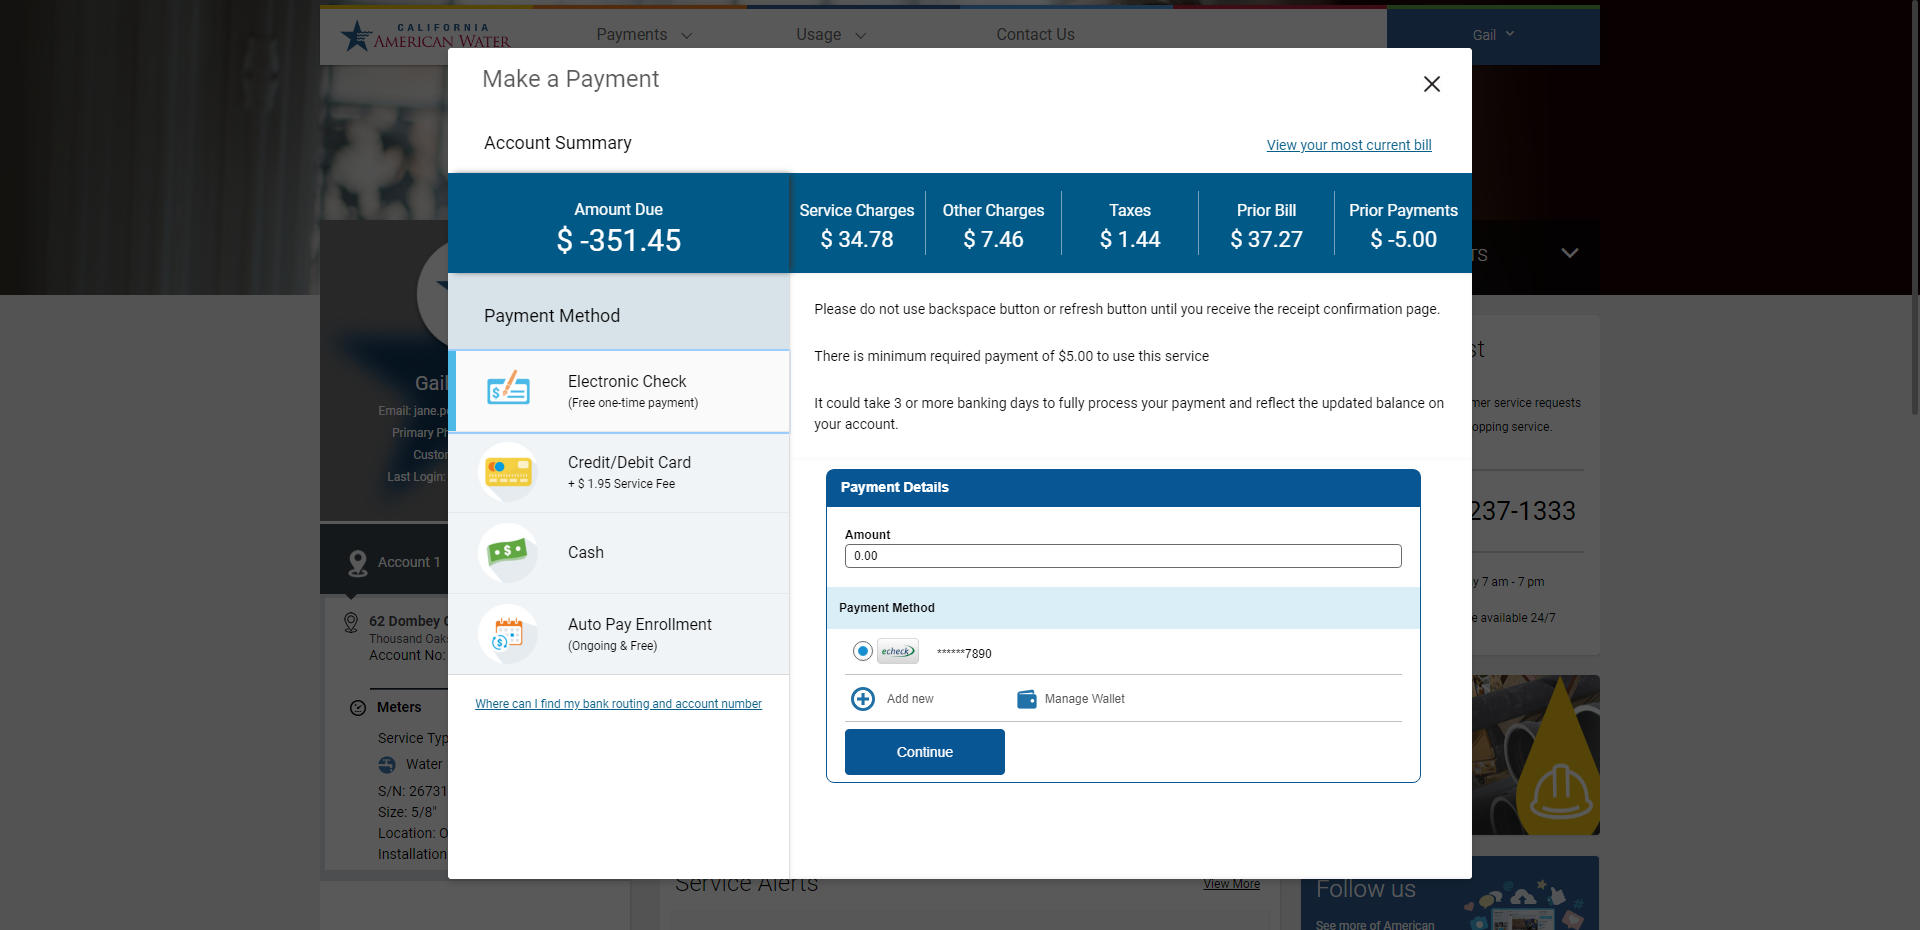 CALIFORNIA
AMERICAN WATER
Payments
Usage
Contact Us
Gail
Make a Payment
Account Summary
View your most current bill
Amount Due
$ -351.45
Service Charges
$ 34.78
Other Charges
$ 7.46
Taxes
$ 1.44
Prior Bill
$ 37.27
Prior Payments
$ -5.00
TS
Payment Method
Electronic Check
(Free one-time payment)
Credit/Debit Card
+ $ 1.95 Service Fee
Cash
Auto Pay Enrollment
(Ongoing & Free)
Where can I find my bank routing and account number
Please do not use backspace button or refresh button until you receive the receipt confirmation page.
There is minimum required payment of $5.00 to use this service
It could take 3 or more banking days to fully process your payment and reflect the updated balance on
your account.
Payment Details
Amount
0.00
Payment Method
echeck
******7890
Add new
Manage Wallet
Continue
Gail
Email: jane.p
Primary Ph
Custo
Last Login:
Account 1
62 Dombey
Thousand Oak
Account No:
Meters
Service Typ
Water
S/N: 26731
Size: 5/8"
Location: O
Installation
st
mer service requests
opping service.
237-1333
y 7 am - 7 pm
e available 24/7
Service Alerts
View More
Follow us
See more of American